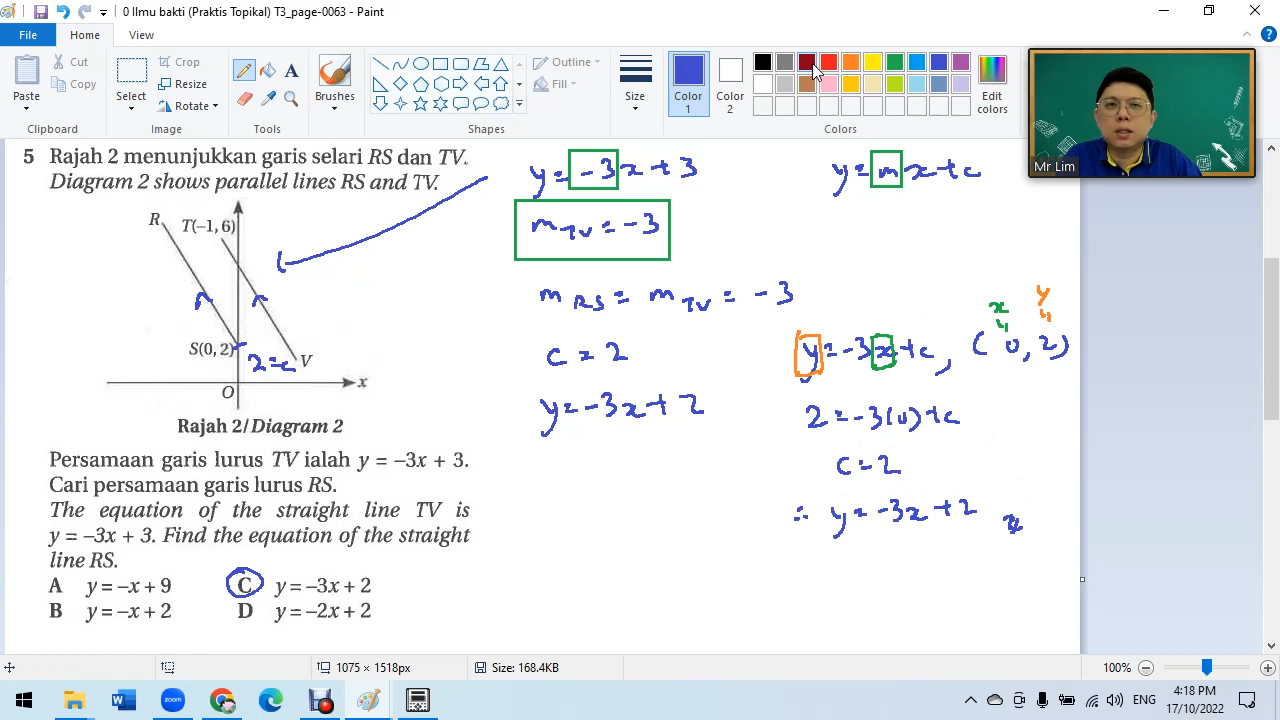 0 Ilmu bakti (Praktis Topikal) T3_page-0063 - Paint
File Home View
Paste
Cut
Copy
Clipboard
Select
Crop
Resize
Rotate
Image
A
Tools
Brushes
Shapes
Outline
Fill
Size
Color 1
Color 2
Colors
Edit colors
Mr Lim
5 Rajah 2 menunjukkan garis selari RS dan TV.
Diagram 2 shows parallel lines RS and TV.
R T(–1, 6)
S(0, 2)
2=c V
O x
Rajah 2/Diagram 2
Persamaan garis lurus TV ialah y = –3x + 3.
Cari persamaan garis lurus RS.
The equation of the straight line TV is
y = –3x + 3. Find the equation of the straight
line RS.
A y = –x + 9 C y = –3x + 2
B y = –x + 2 D y = –2x + 2
y = -3x + 3
m TV = -3
m RS = m TV = -3
c = 2
y = -3x + 2
y = mx + c
x y
y = -3x + c, (0, 2)
2 = -3(0) + c
c = 2
∴ y = -3x + 2
1075 × 1518px
Size: 168.4KB
100%
W
zoom
ENG
4:18 PM
17/10/2022